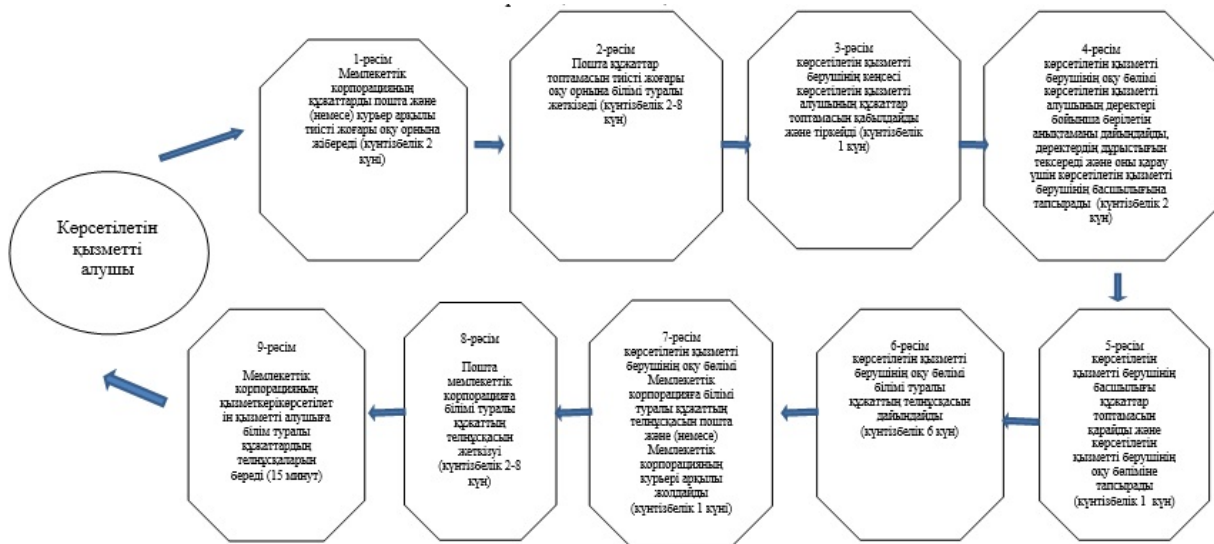 Көрсетілетін
қызметті
алушы
1-рәсім
Мемлекеттік
корпорацияның
құжаттарды пошта және
(немесе) курьер арқылы
тиісті жоғары оқу орнына
жібереді (күнтізбелік 2
күні)
2-рәсім
Пошта құжаттар
топтамасын тиісті жоғары
оқу орнына білімі туралы
жеткізеді (күнтізбелік 2-8
күн)
3-рәсім
көрсетілетін қызметті
берушінің кеңсесі
көрсетілетін қызметті
алушының құжаттар
топтамасын қабылдайды
және тіркейді (күнтізбелік
1 күн)
4-рәсім
көрсетілетін қызметті
берушінің оқу бөлімі
көрсетілетін қызметті
алушының деректері
бойынша берілетін
анықтаманы дайындайды,
деректердің дұрыстығын
тексереді және оны қарау
үшін көрсетілетін қызметті
берушінің басшылығына
тапсырады (күнтізбелік 2
күн)
5-рәсім
көрсетілетін
қызметті берушінің
басшылығы
құжаттар
топтамасын
қарайды және
көрсетілетін
қызметті берушінің
оқу бөліміне
тапсырады
(күнтізбелік 1 күн)
6-рәсім
көрсетілетін қызметті
берушінің оқу бөлімі
білімі туралы
құжаттың телнұсқасын
дайындайды
(күнтізбелік 6 күн)
7-рәсім
көрсетілетін қызметті
берушінің оқу бөлімі
Мемлекеттік
корпорацияға білімі
туралы құжаттың
телнұсқасын пошта
және (немесе)
Мемлекеттік
корпорацияның
курьері арқылы
жолдайды
(күнтізбелік 1 күні)
8-рәсім
Пошта
мемлекеттік
корпорацияға
білімі туралы
құжаттың
телнұсқасын
жеткізуі
(күнтізбелік 2-8
күн)
9-рәсім
Мемлекеттік
корпорацияның
қызметкерікөрсетілет
ін қызметті алушыға
білім туралы
құжаттардың
телнұсқаларын
береді (15 минут)